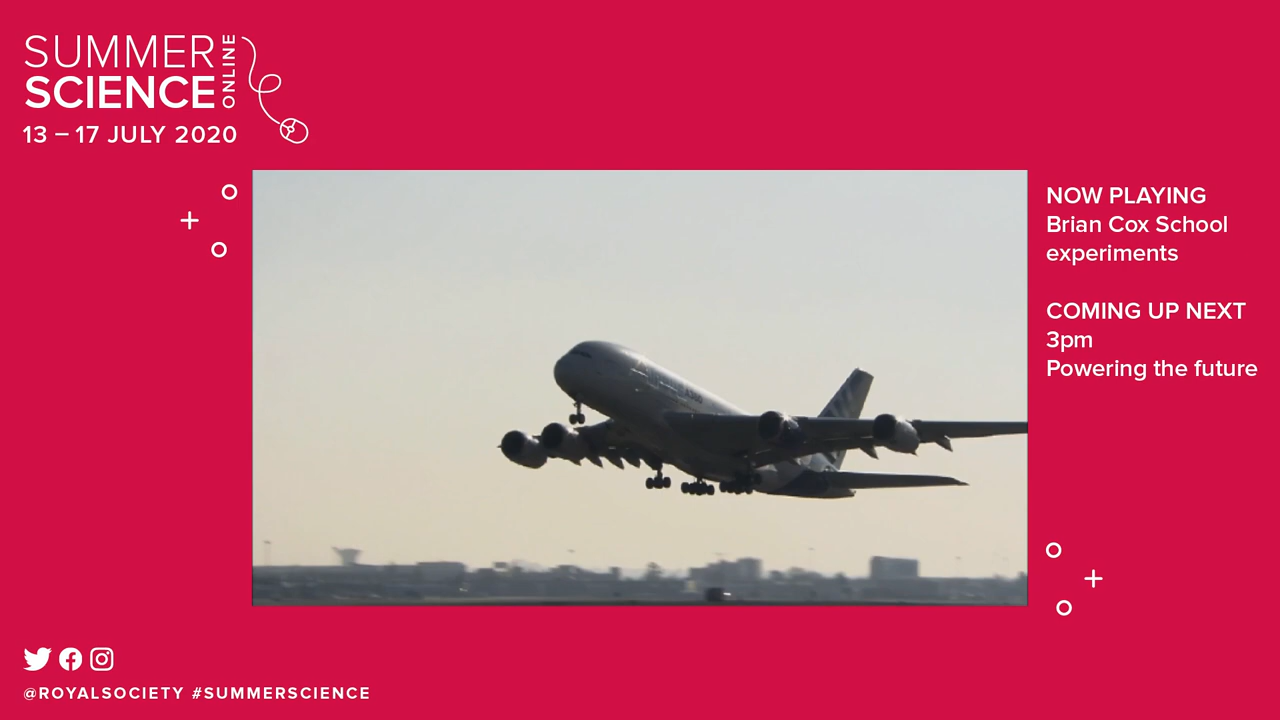 SUMMER
SCIENCE
ONLINE
13 – 17 JULY 2020
NOW PLAYING
Brian Cox School
experiments
COMING UP NEXT
3pm
Powering the future
@ROYALSOCIETY #SUMMERSCIENCE